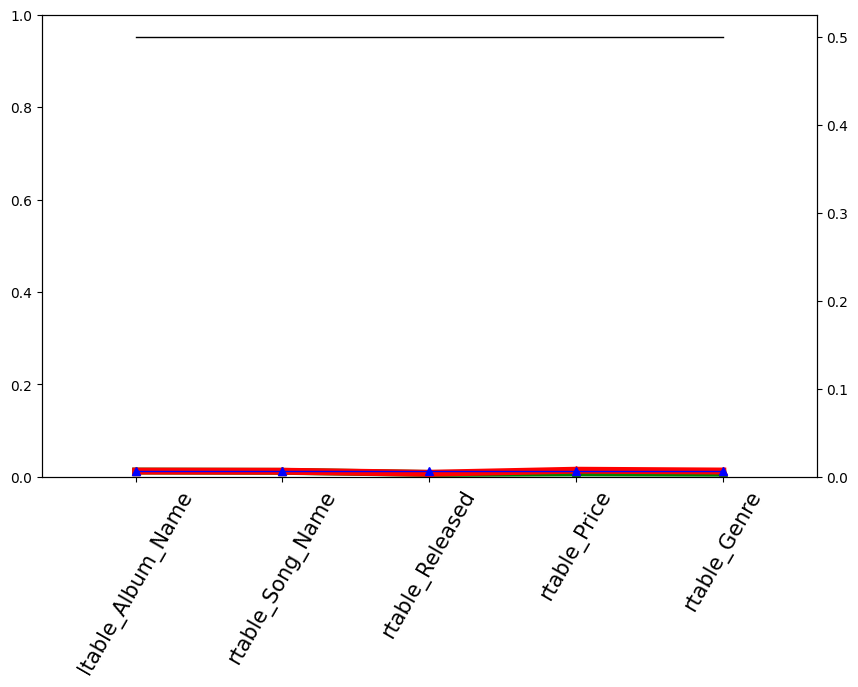 1.0
0.8
0.6
0.4
0.2
0.0
0.5
0.4
0.3
0.2
0.1
0.0
ltable_Album_Name
rtable_Song_Name
rtable_Released
rtable_Price
rtable_Genre